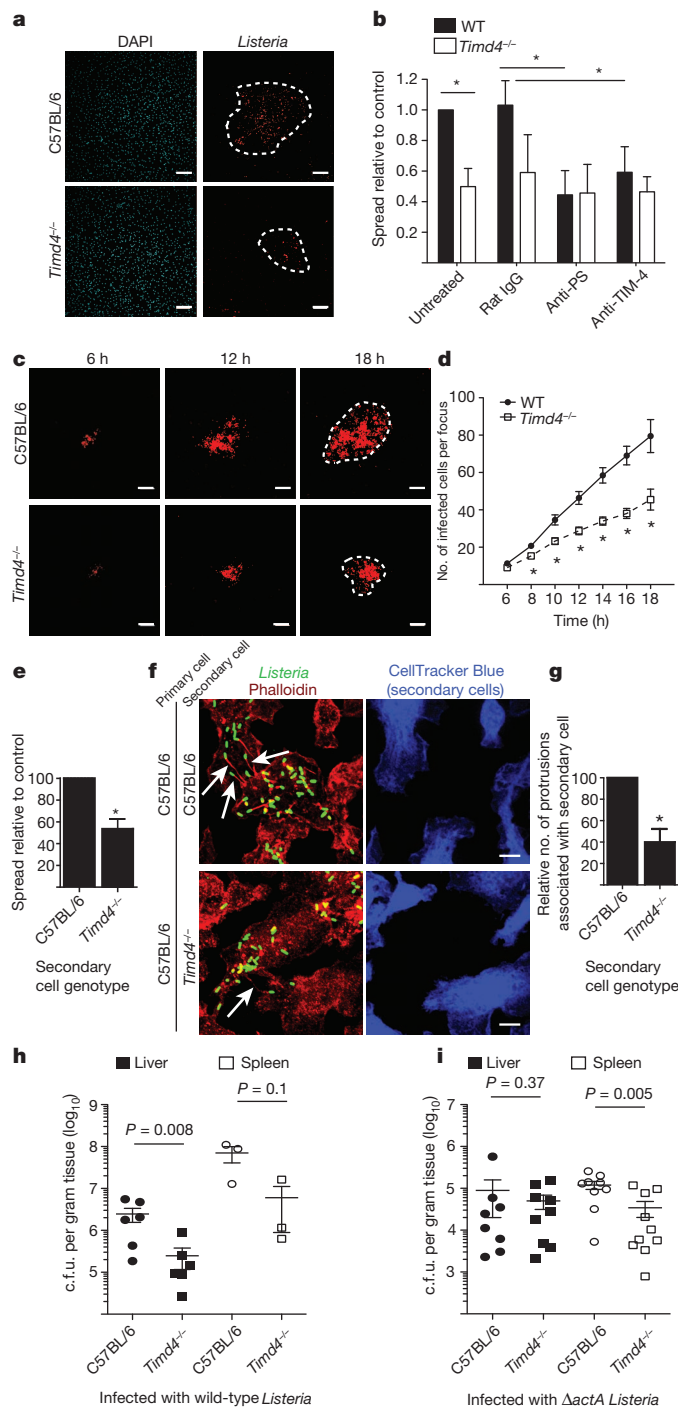 a
DAPI
Listeria
C57BL/6
Timd4–/–
b
WT
Timd4–/–
Spread relative to control
1.2
1.0
0.8
0.6
0.4
0.2
*
*
*
Untreated
Rat IgG
Anti-PS
Anti-TIM-4
c
6 h
12 h
18 h
C57BL/6
Timd4–/–
d
WT
Timd4–/–
No. of infected cells per focus
100
80
60
40
20
* * * * * *
6 8 10 12 14 16 18
Time (h)
e
Spread relative to control
100
80
60
40
20
*
C57BL/6
Timd4–/–
Secondary
cell genotype
f
Primary cell
Secondary cell
Listeria
Phalloidin
CellTracker Blue
(secondary cells)
C57BL/6
C57BL/6
C57BL/6
Timd4–/–
g
Relative no. of protrusions
associated with secondary cell
100
80
60
40
20
*
C57BL/6
Timd4–/–
Secondary
cell genotype
h
Liver
Spleen
P = 0.1
P = 0.008
c.f.u. per gram tissue (log10)
9
8
7
6
5
C57BL/6
Timd4–/–
C57BL/6
Timd4–/–
Infected with wild-type Listeria
i
Liver
Spleen
P = 0.37
P = 0.005
c.f.u. per gram tissue (log10)
7
6
5
4
3
2
C57BL/6
Timd4–/–
C57BL/6
Timd4–/–
Infected with ΔactA Listeria